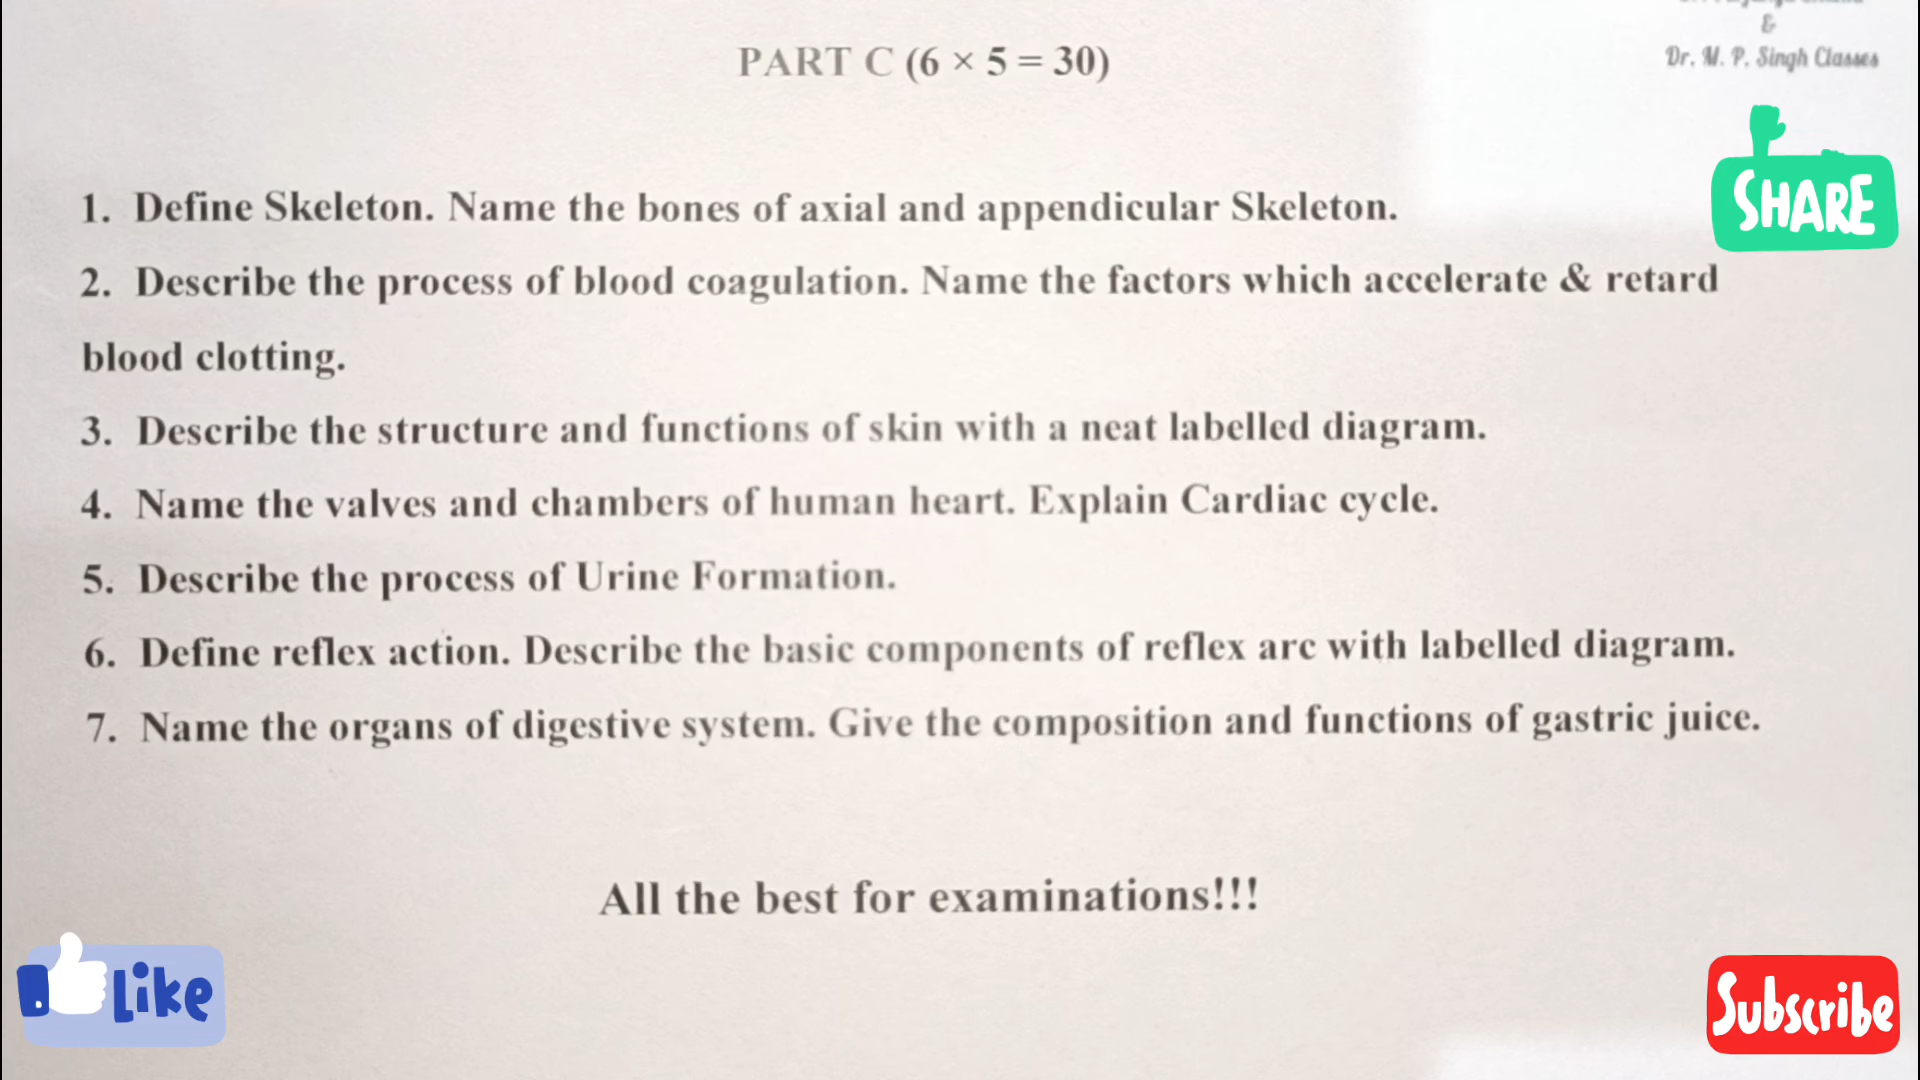 &
Dr. M. P. Singh Classes
PART C (6 × 5 = 30)
SHARE
1. Define Skeleton. Name the bones of axial and appendicular Skeleton.
2. Describe the process of blood coagulation. Name the factors which accelerate & retard
blood clotting.
3. Describe the structure and functions of skin with a neat labelled diagram.
4. Name the valves and chambers of human heart. Explain Cardiac cycle.
5. Describe the process of Urine Formation.
6. Define reflex action. Describe the basic components of reflex arc with labelled diagram.
7. Name the organs of digestive system. Give the composition and functions of gastric juice.
All the best for examinations!!!
Like
Subscribe